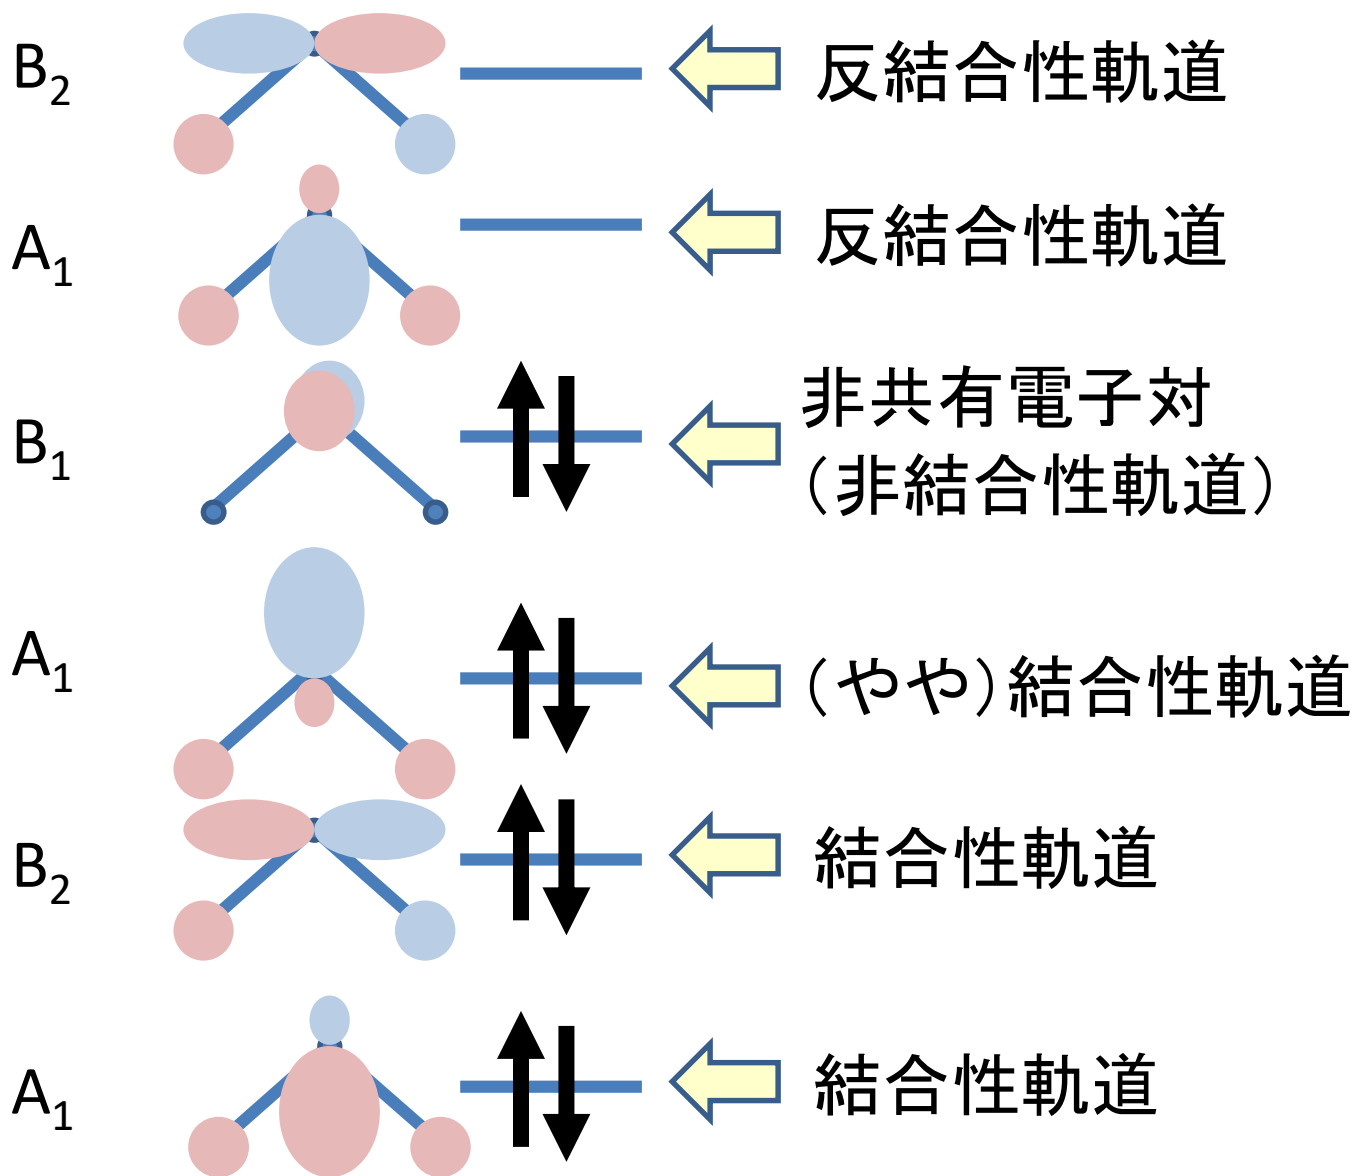 B₂ 反結合性軌道
A₁ 反結合性軌道
B₁ 非共有電子対
（非結合性軌道）
A₁ （やや）結合性軌道
B₂ 結合性軌道
A₁ 結合性軌道